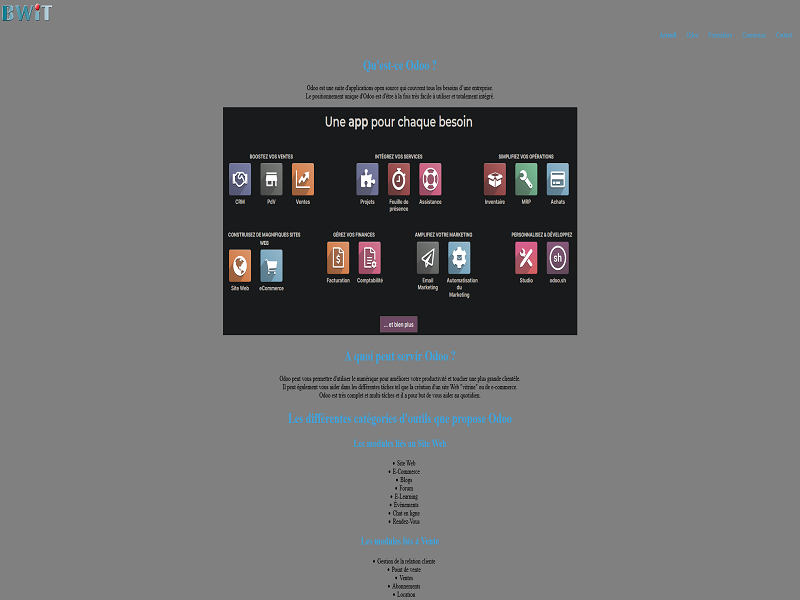 BWIT
Accueil
Qu'est-ce Odoo ?
Odoo est une suite d'applications open source qui couvrent tous les besoins d'une entreprise.
Le positionnement unique d'Odoo est d'être à la fois très facile à utiliser et totalement intégré.
Une app pour chaque besoin
BOOSTEZ VOS VENTES
INTÉGREZ VOS SERVICES
SIMPLIFIEZ VOS OPÉRATIONS
CRM
PdV
Ventes
Projets
Feuille de
présence
Assistance
Inventaire
MRP
Achats
CONSTRUISEZ DE MAGNIFIQUES SITES
WEB
GÉREZ VOS FINANCES
AMPLIFIEZ VOTRE MARKETING
PERSONNALISEZ & DÉVELOPPEZ
Site Web
eCommerce
Facturation
Comptabilité
Email
Marketing
Automatisation
du
Marketing
Studio
sh
odoo.sh
... et bien plus
A quoi peut servir Odoo ?
Odoo peut vous permettre d'utiliser le numérique pour améliorer votre productivité et toucher une plus grande clientèle.
Il peut également vous aider dans les différentes tâches tel que la création d'un site Web "vitrine" ou de e-commerce.
Odoo est très complet et multi-tâches et il a pour but de vous aider au quotidien.
Les différentes catégories d'outils que propose Odoo
Les modules liés au Site Web
• Site Web
• E-Commerce
• Blogs
• Forum
• E-Learning
• Evénements
• Chat en ligne
• Rendez-Vous
Les modules liés à Vente
• Gestion de la relation cliente
• Point de vente
• Ventes
• Abonnements
• Location